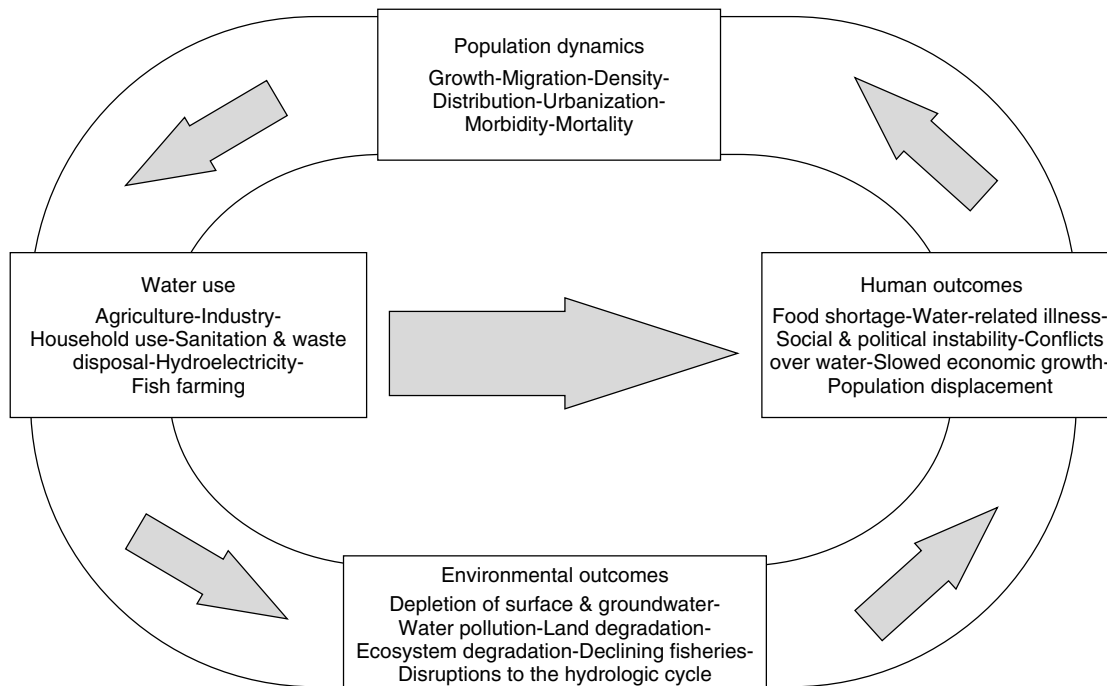 Population dynamics
Growth-Migration-Density-
Distribution-Urbanization-
Morbidity-Mortality
Water use
Agriculture-Industry-
Household use-Sanitation & waste
disposal-Hydroelectricity-
Fish farming
Human outcomes
Food shortage-Water-related illness-
Social & political instability-Conflicts
over water-Slowed economic growth-
Population displacement
Environmental outcomes
Depletion of surface & groundwater-
Water pollution-Land degradation-
Ecosystem degradation-Declining fisheries-
Disruptions to the hydrologic cycle